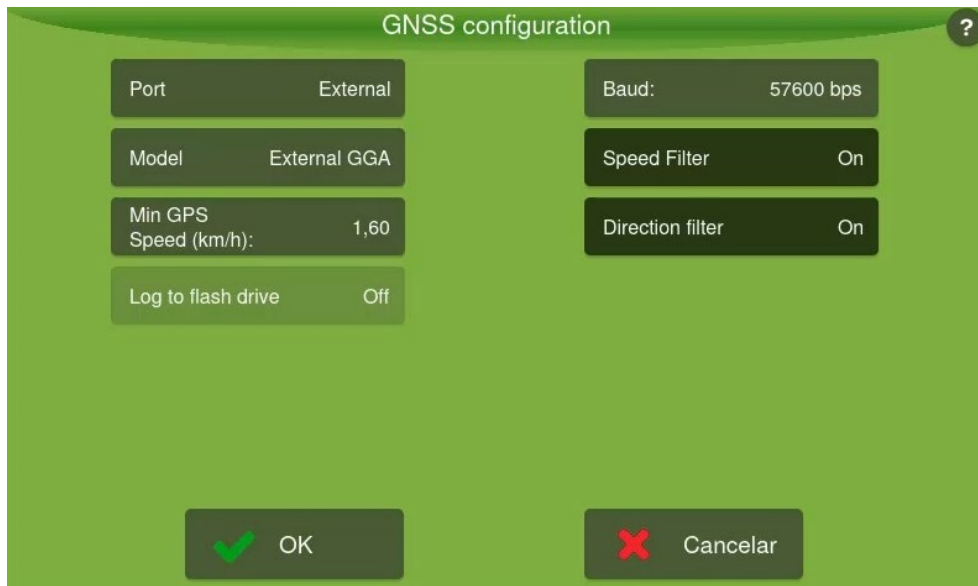 GNSS configuration
?
Port External
Baud: 57600 bps
Model External GGA
Speed Filter On
Min GPS
Speed (km/h): 1,60
Direction filter On
Log to flash drive Off
OK
Cancelar